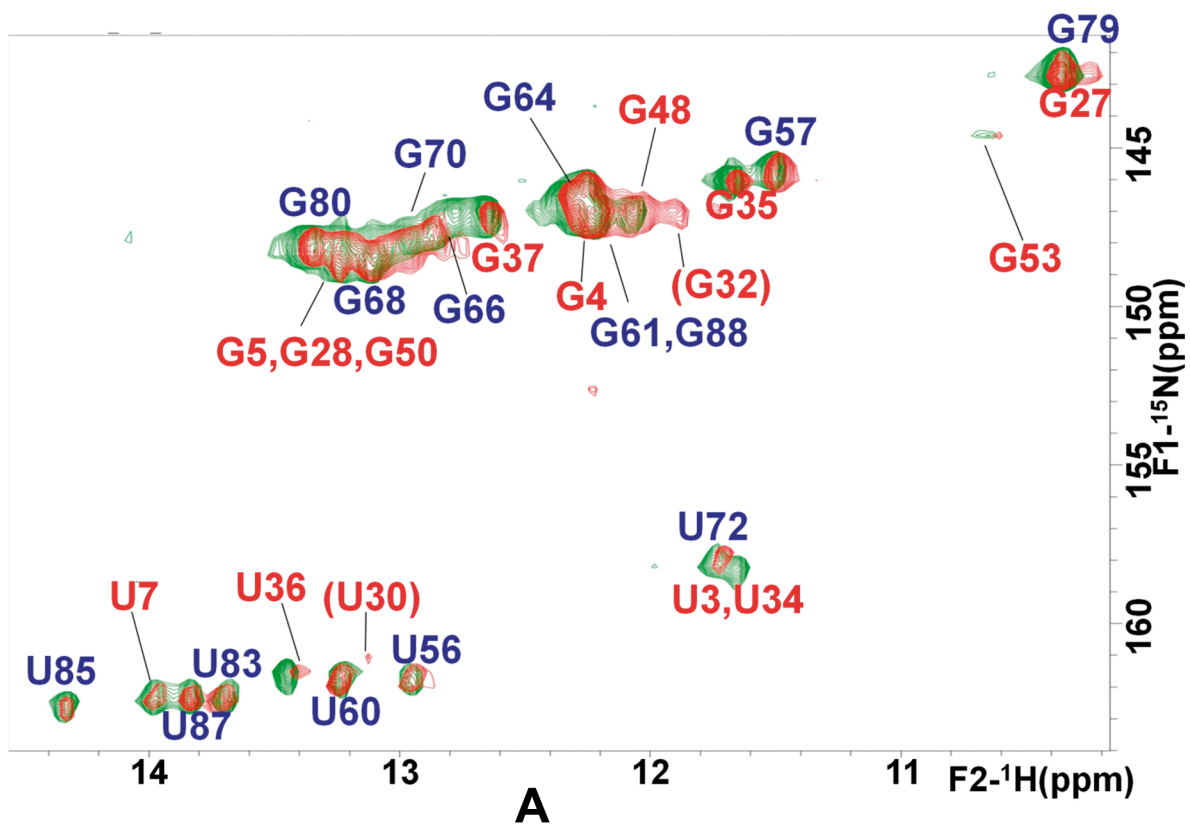 G79
G64
G48
G27
G57
145
G70
G80
G35
G37
G53
G4
(G32)
G68
G66
150
G61,G88
G5,G28,G50
F1-¹⁵N(ppm)
155
U72
U7
U36
(U30)
U3,U34
160
U85
U83
U56
U87
U60
14
13
12
11
F2-¹H(ppm)
A